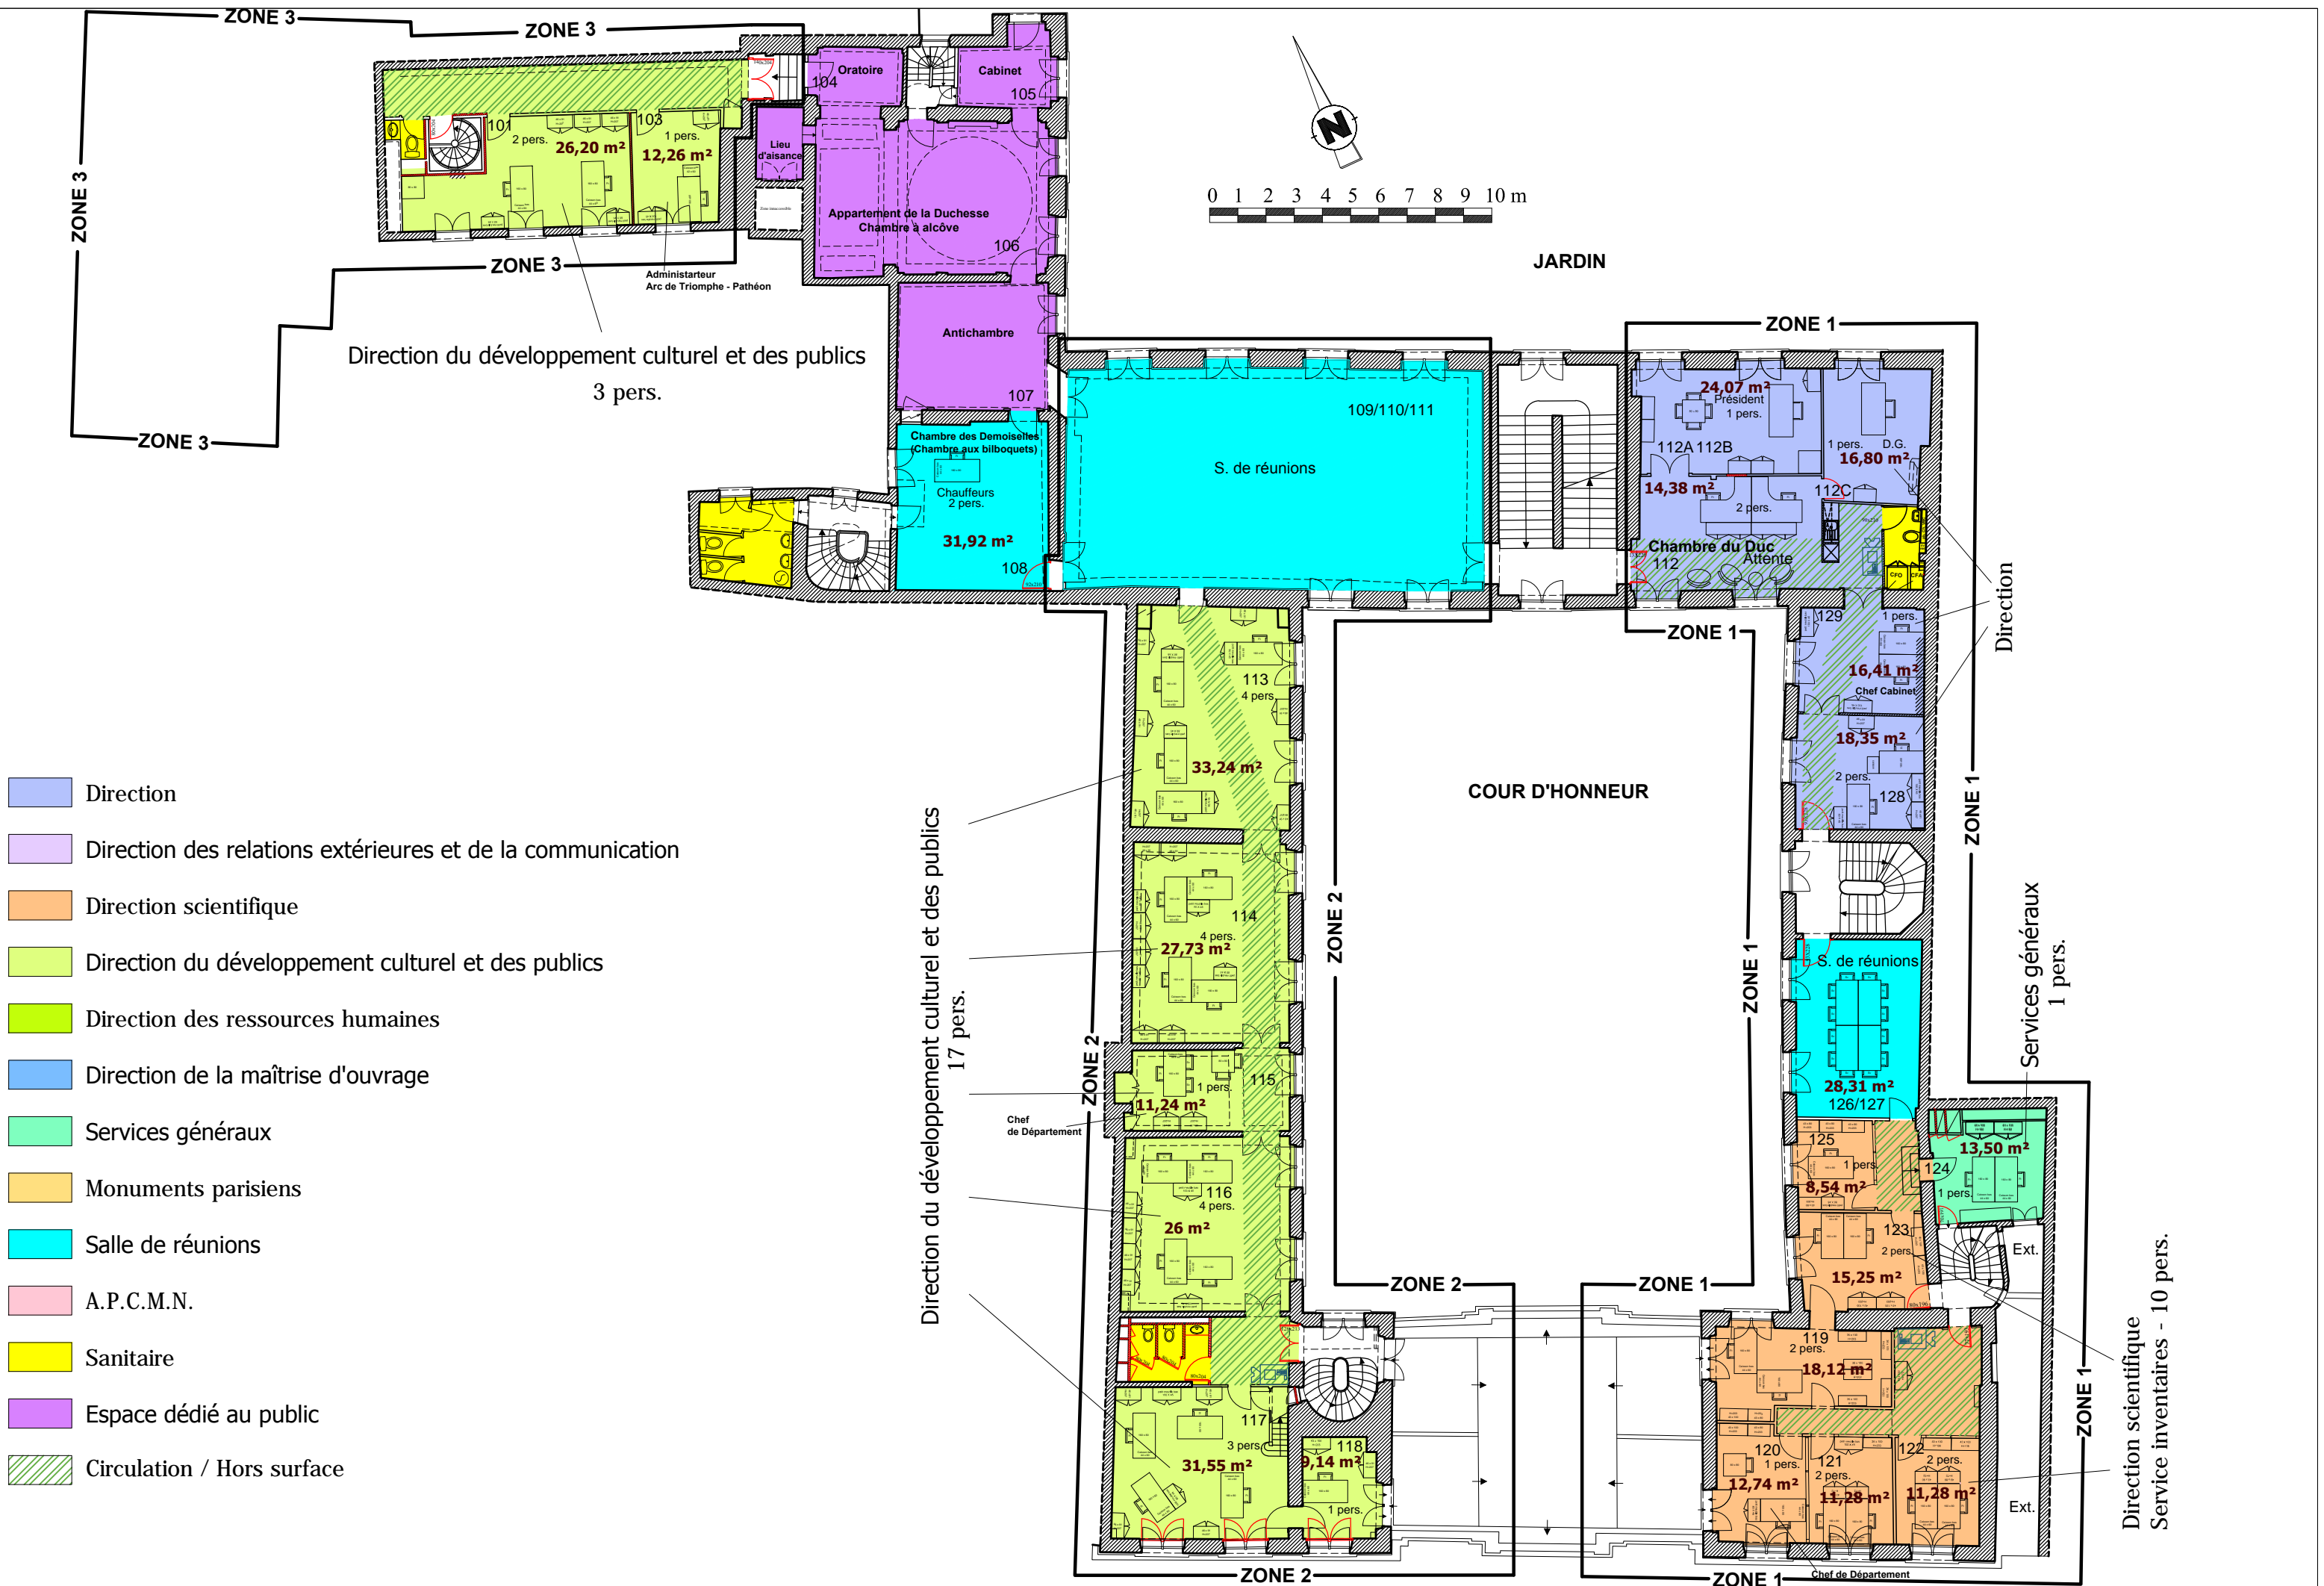 ZONE 3
ZONE 3
ZONE 3
ZONE 3
ZONE 3
Oratoire
104
Cabinet
105
101
2 pers.
26,20 m²
103
1 pers.
12,26 m²
Lieu
d'aisance
Appartement de la Duchesse
Chambre à alcôve
106
Administarteur
Arc de Triomphe - Pathéon
Direction du développement culturel et des publics
3 pers.
Antichambre
107
N
0 1 2 3 4 5 6 7 8 9 10 m
JARDIN
Chambre des Demoiselles
(Chambre aux bilboquets)
Chauffeurs
2 pers.
31,92 m²
108
109/110/111
S. de réunions
ZONE 1
24,07 m²
Président
1 pers.
112A 112B
1 pers. D.G.
16,80 m²
14,38 m²
112C
2 pers.
Chambre du Duc
Attente
112
CFO
CFA
ZONE 1
129
1 pers.
16,41 m²
Chef Cabinet
18,35 m²
2 pers.
128
Direction
ZONE 1
113
4 pers.
33,24 m²
114
4 pers.
27,73 m²
1 pers.
115
11,24 m²
Chef
de Département
116
4 pers.
26 m²
117
3 pers.
31,55 m²
118
9,14 m²
1 pers.
Direction du développement culturel et des publics
17 pers.
ZONE 2
ZONE 2
ZONE 2
ZONE 2
COUR D'HONNEUR
ZONE 1
S. de réunions
28,31 m²
126/127
Services généraux
1 pers.
125
1 pers.
8,54 m²
13,50 m²
124
1 pers.
123
2 pers.
15,25 m²
Ext.
ZONE 1
119
2 pers.
18,12 m²
120
1 pers.
12,74 m²
121
2 pers.
11,28 m²
122
2 pers.
11,28 m²
Ext.
ZONE 1
Chef de Département
ZONE 1
Direction scientifique
Service inventaires - 10 pers.
Direction
Direction des relations extérieures et de la communication
Direction scientifique
Direction du développement culturel et des publics
Direction des ressources humaines
Direction de la maîtrise d'ouvrage
Services généraux
Monuments parisiens
Salle de réunions
A.P.C.M.N.
Sanitaire
Espace dédié au public
Circulation / Hors surface